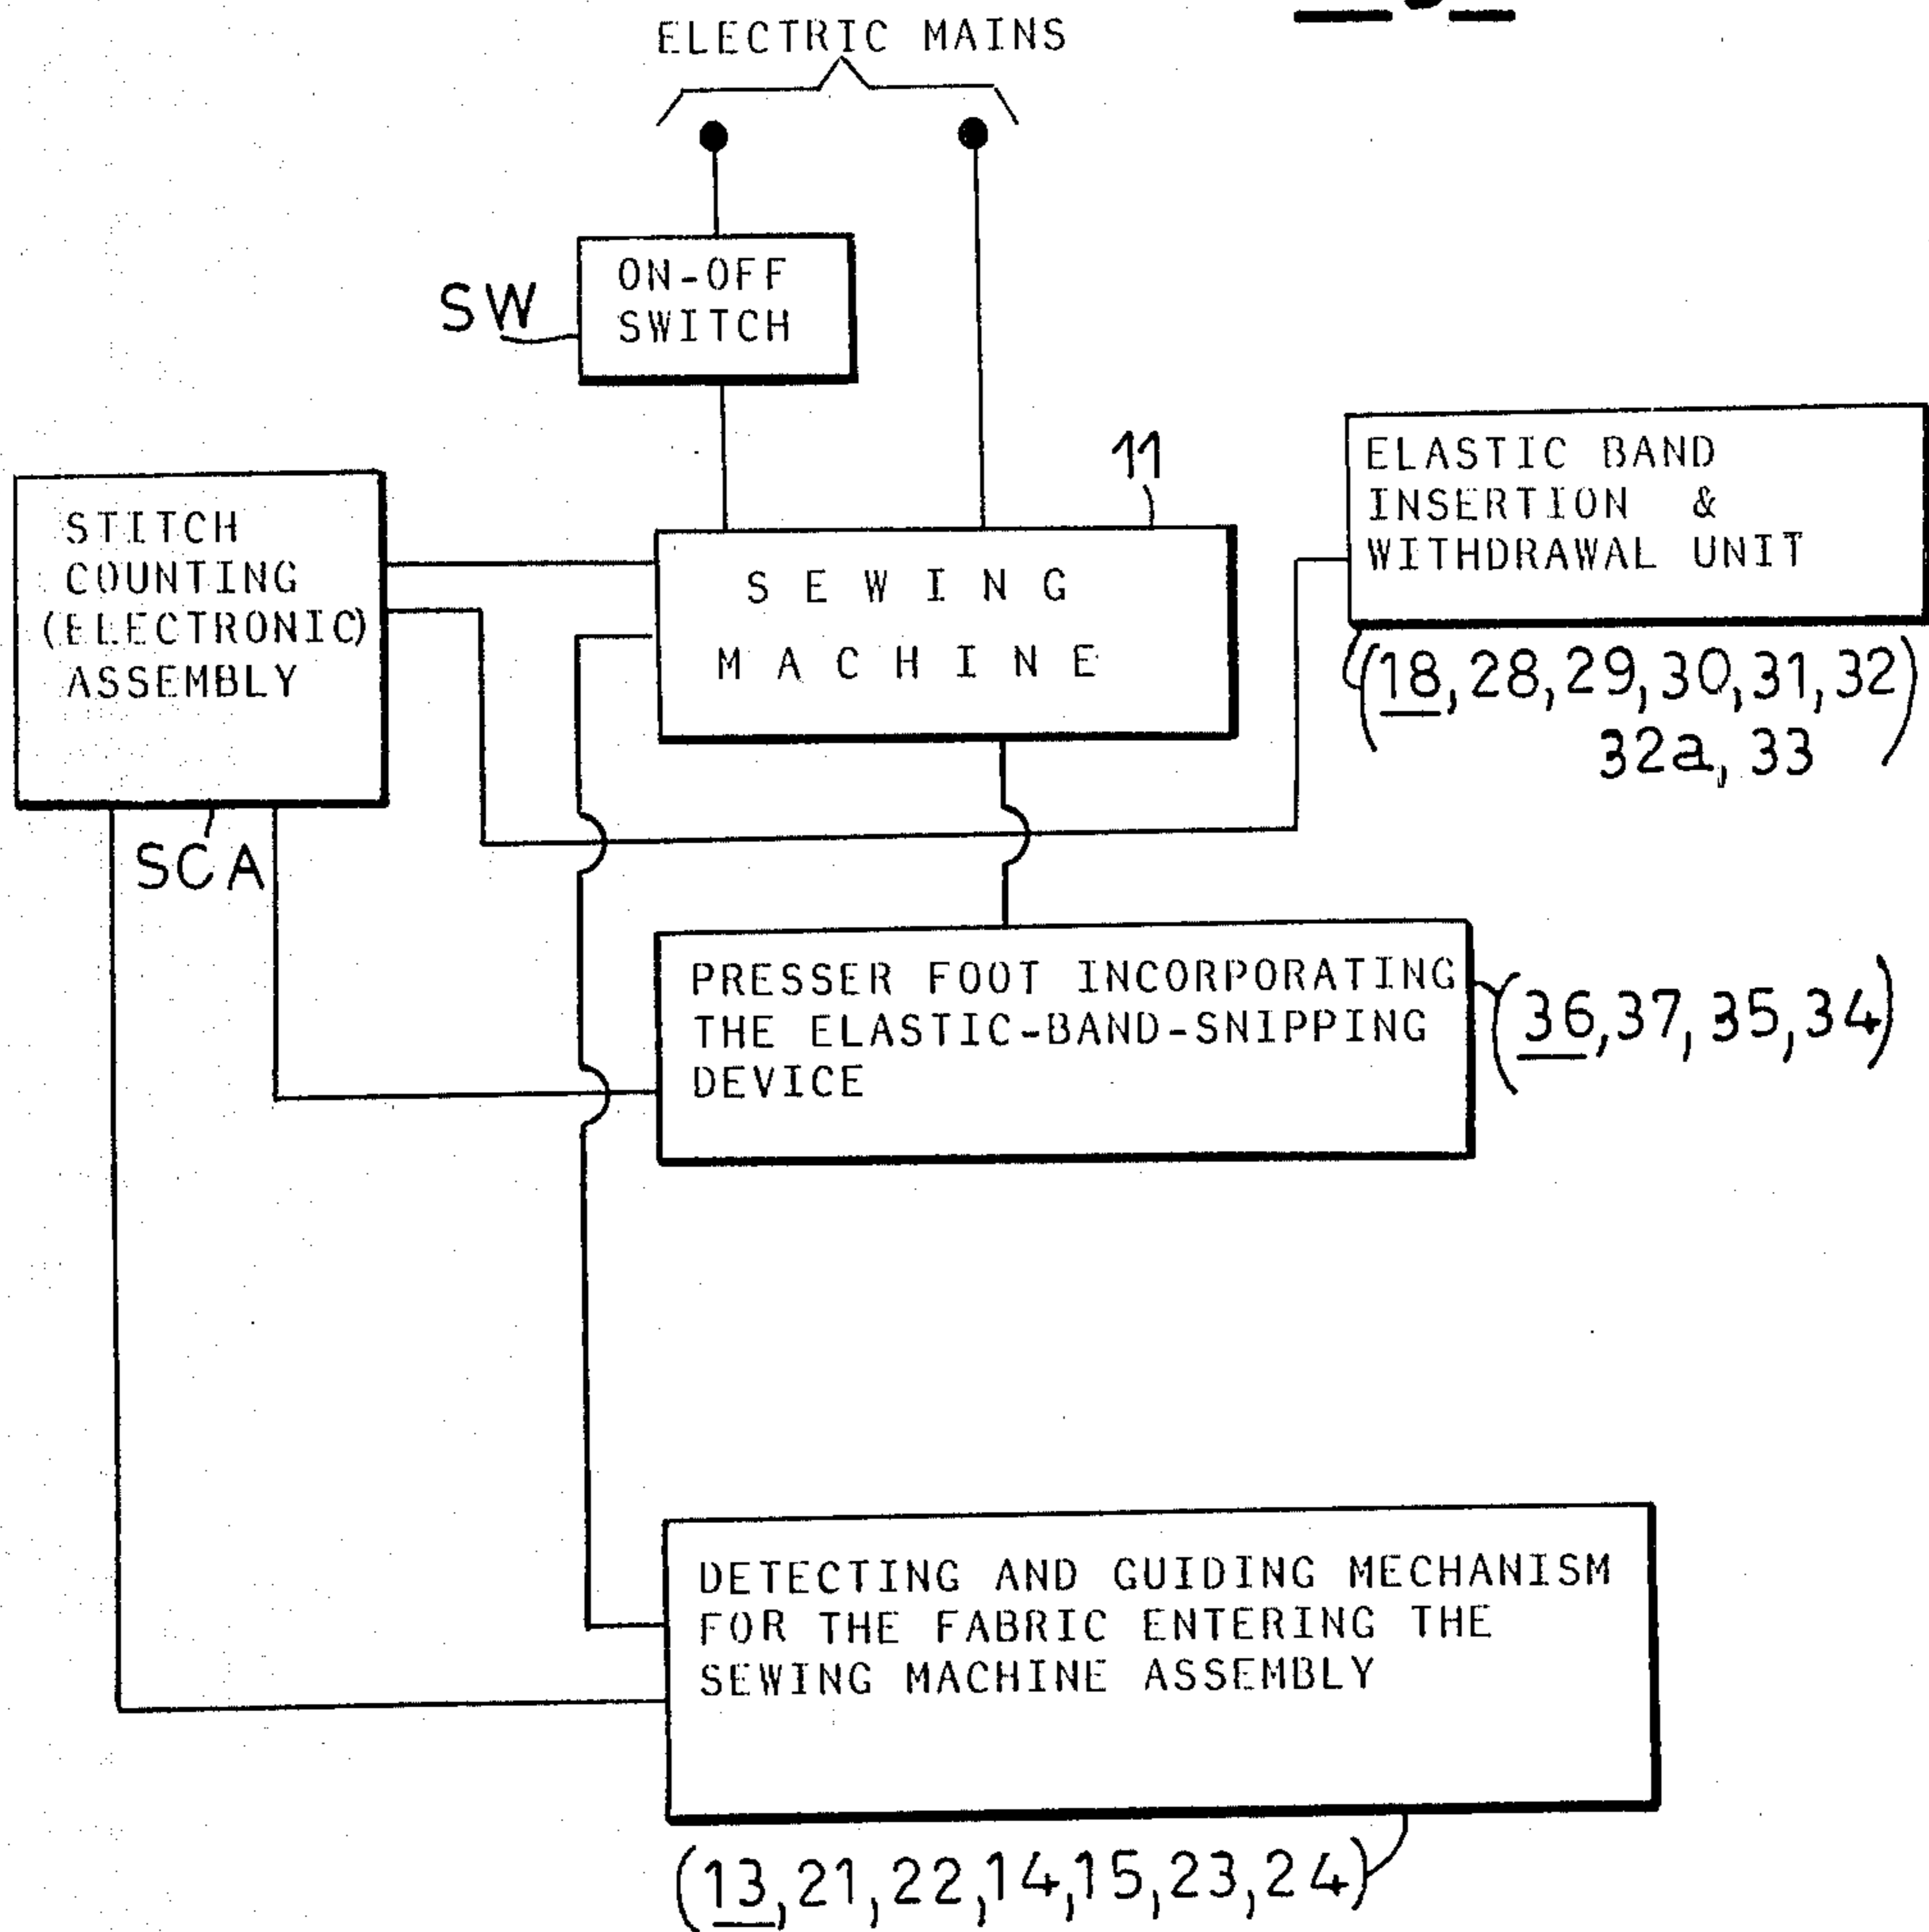 ELECTRIC MAINS
ON-OFF
SWITCH
SW
11
ELASTIC BAND
INSERTION &
WITHDRAWAL UNIT
(18, 28, 29, 30, 31, 32
32a, 33)
STITCH
COUNTING
(ELECTRONIC)
ASSEMBLY
SEWING
MACHINE
SCA
PRESSER FOOT INCORPORATING
THE ELASTIC-BAND-SNIPPING
DEVICE
(36, 37, 35, 34)
DETECTING AND GUIDING MECHANISM
FOR THE FABRIC ENTERING THE
SEWING MACHINE ASSEMBLY
(13, 21, 22, 14, 15, 23, 24)